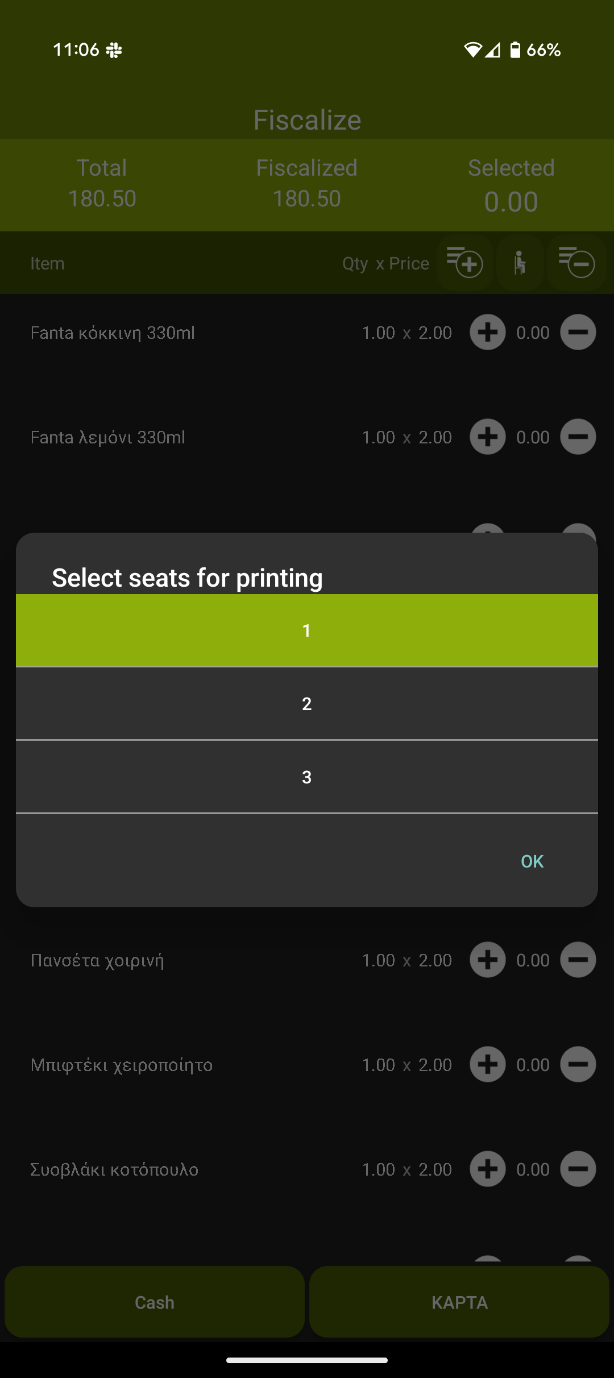 11:06 66%
Fiscalize
Total Fiscalized Selected
180.50 180.50 0.00
Item Qty x Price
Fanta κόκκινη 330ml 1.00 x 2.00 0.00
Fanta λεμόνι 330ml 1.00 x 2.00 0.00
Select seats for printing
1
2
3
OK
Πανσέτα χοιρινή 1.00 x 2.00 0.00
Μπιφτέκι χειροποίητο 1.00 x 2.00 0.00
Συοβλάκι κοτόπουλο 1.00 x 2.00 0.00
Cash ΚΑΡΤΑ